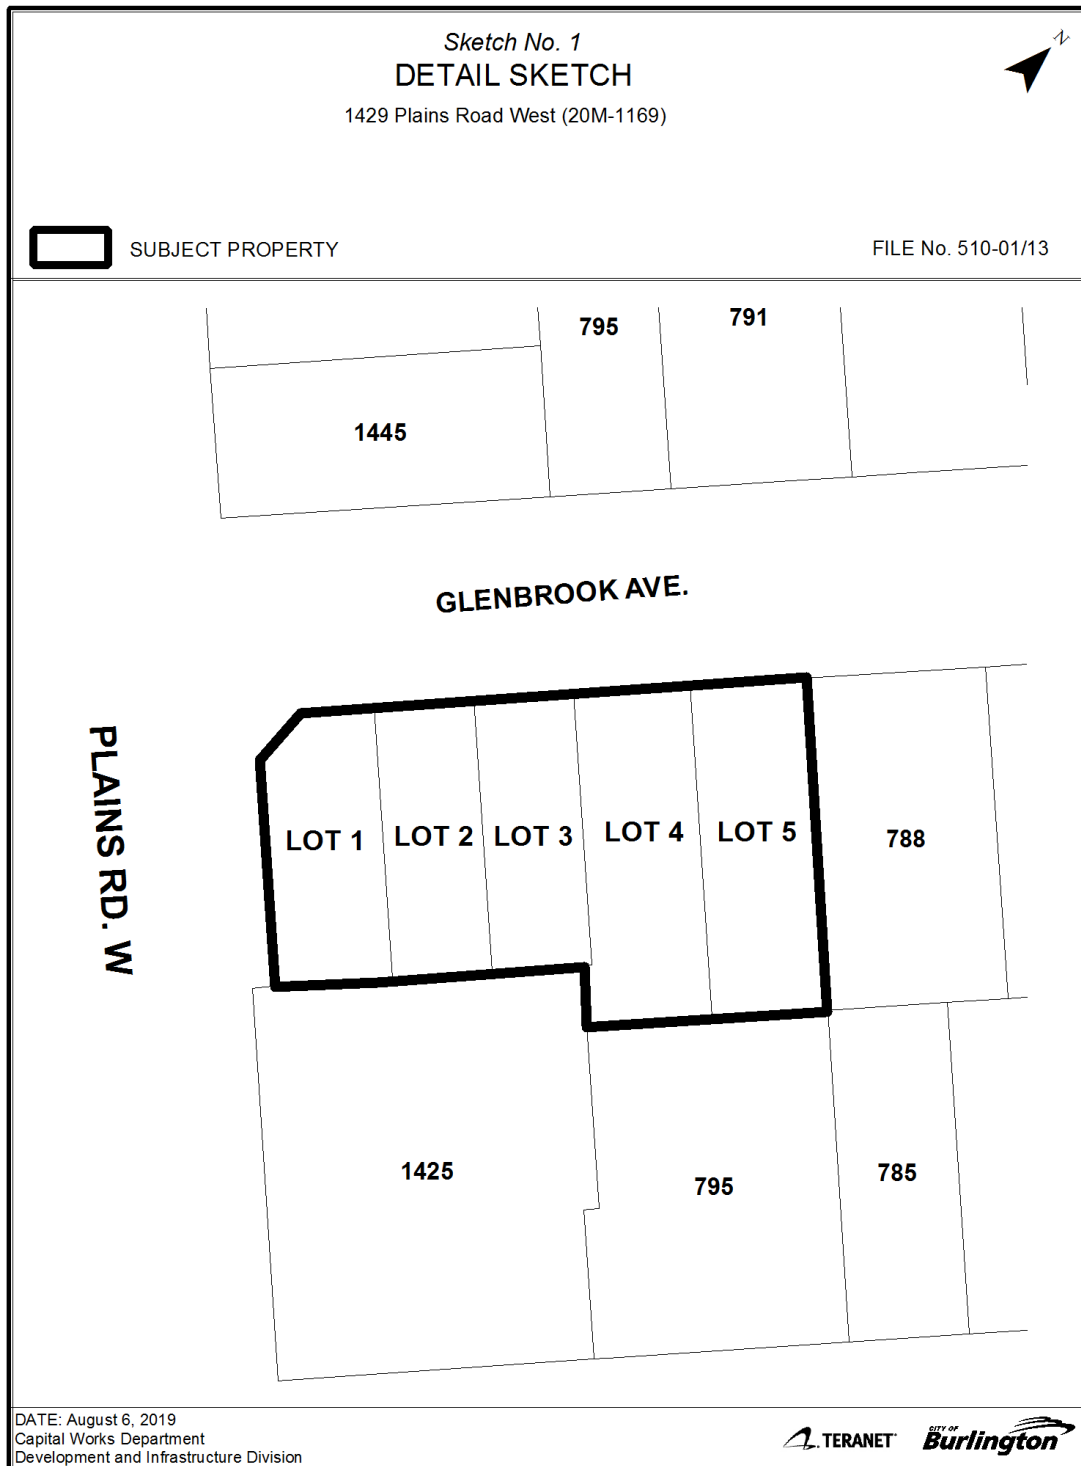 Sketch No. 1
DETAIL SKETCH
1429 Plains Road West (20M-1169)
N
SUBJECT PROPERTY
FILE No. 510-01/13
795
791
1445
GLENBROOK AVE.
PLAINS RD. W
LOT 1
LOT 2
LOT 3
LOT 4
LOT 5
788
1425
795
785
DATE: August 6, 2019
Capital Works Department
Development and Infrastructure Division
TERANET
CITY OF
Burlington